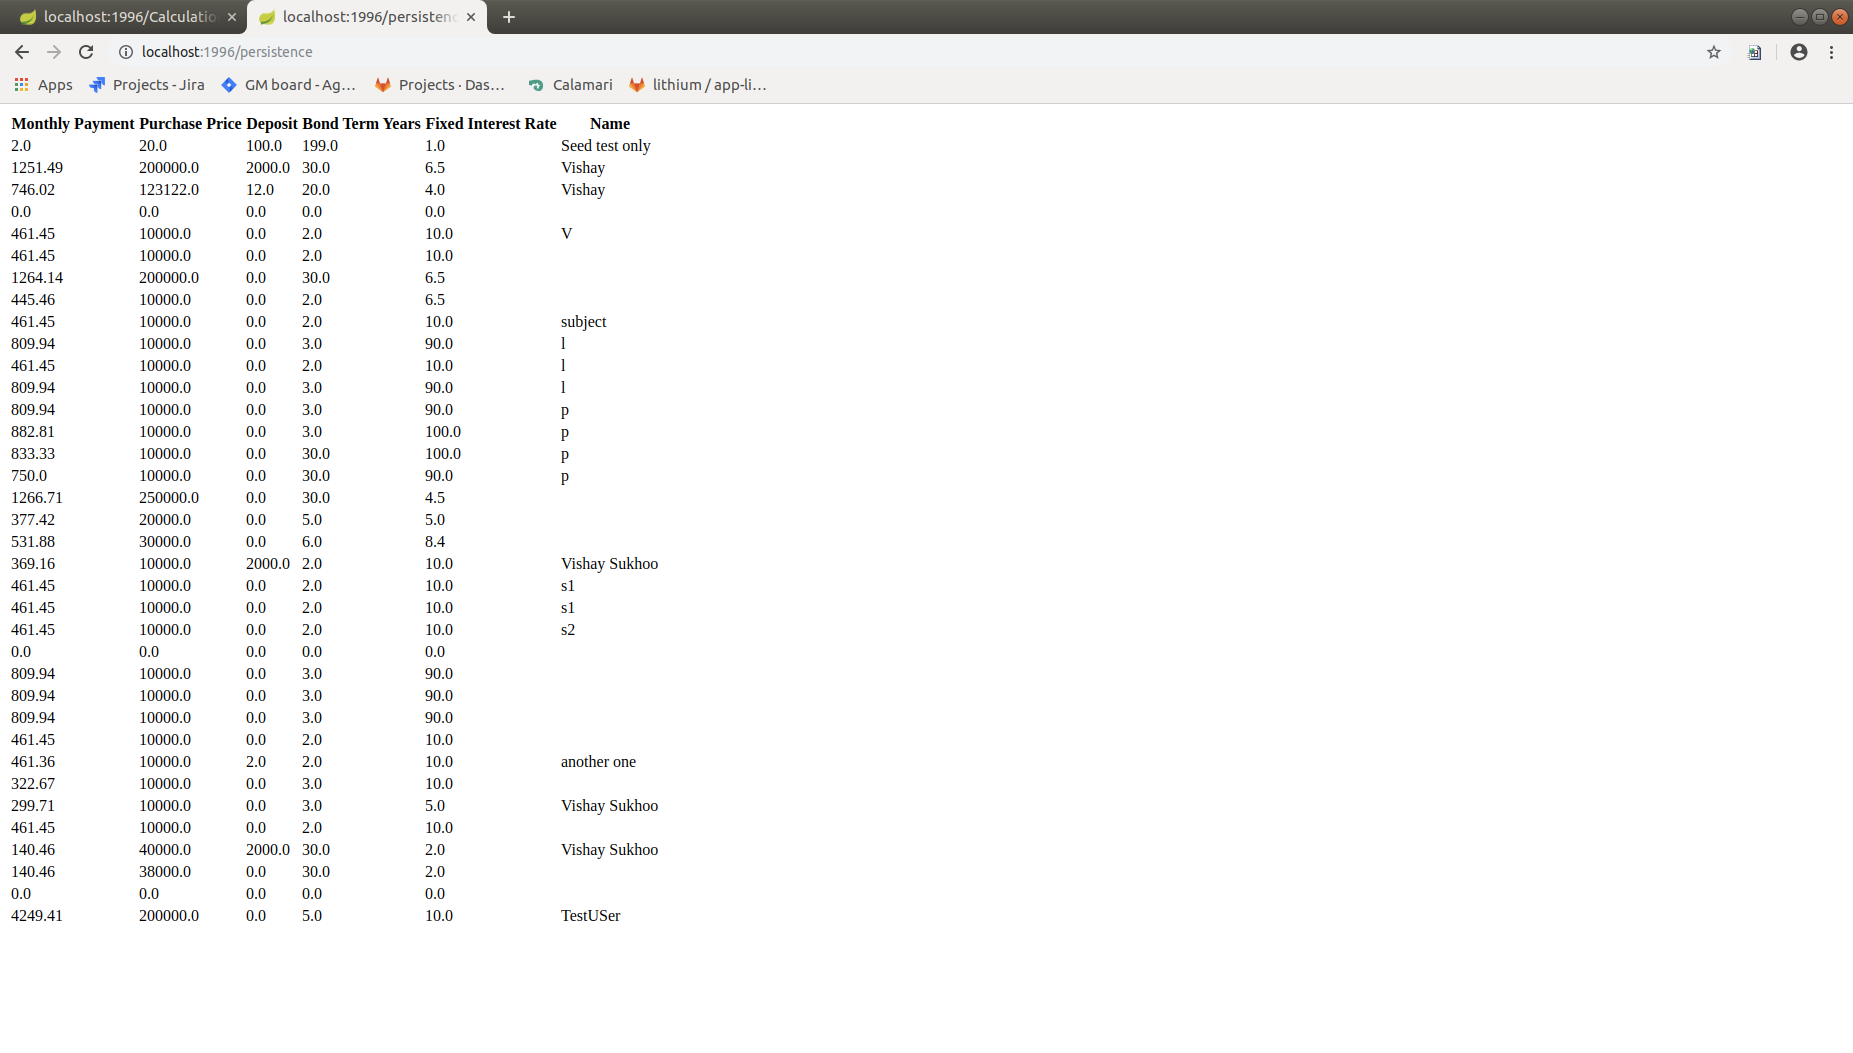 localhost:1996/Calculatio
localhost:1996/persistenc
localhost:1996/persistence
Apps Projects - Jira GM board - Ag... Projects · Das... Calamari lithium / app-li...
Monthly Payment Purchase Price Deposit Bond Term Years Fixed Interest Rate Name
2.0 20.0 100.0 199.0 1.0 Seed test only
1251.49 200000.0 2000.0 30.0 6.5 Vishay
746.02 123122.0 12.0 20.0 4.0 Vishay
0.0 0.0 0.0 0.0 0.0
461.45 10000.0 0.0 2.0 10.0 V
461.45 10000.0 0.0 2.0 10.0
1264.14 200000.0 0.0 30.0 6.5
445.46 10000.0 0.0 2.0 6.5
461.45 10000.0 0.0 2.0 10.0 subject
809.94 10000.0 0.0 3.0 90.0 l
461.45 10000.0 0.0 2.0 10.0 l
809.94 10000.0 0.0 3.0 90.0 l
809.94 10000.0 0.0 3.0 90.0 p
882.81 10000.0 0.0 3.0 100.0 p
833.33 10000.0 0.0 30.0 100.0 p
750.0 10000.0 0.0 30.0 90.0 p
1266.71 250000.0 0.0 30.0 4.5
377.42 20000.0 0.0 5.0 5.0
531.88 30000.0 0.0 6.0 8.4
369.16 10000.0 2000.0 2.0 10.0 Vishay Sukhoo
461.45 10000.0 0.0 2.0 10.0 s1
461.45 10000.0 0.0 2.0 10.0 s1
461.45 10000.0 0.0 2.0 10.0 s2
0.0 0.0 0.0 0.0 0.0
809.94 10000.0 0.0 3.0 90.0
809.94 10000.0 0.0 3.0 90.0
809.94 10000.0 0.0 3.0 90.0
461.45 10000.0 0.0 2.0 10.0
461.36 10000.0 2.0 2.0 10.0 another one
322.67 10000.0 0.0 3.0 10.0
299.71 10000.0 0.0 3.0 5.0 Vishay Sukhoo
461.45 10000.0 0.0 2.0 10.0
140.46 40000.0 2000.0 30.0 2.0 Vishay Sukhoo
140.46 38000.0 0.0 30.0 2.0
0.0 0.0 0.0 0.0 0.0
4249.41 200000.0 0.0 5.0 10.0 TestUSer